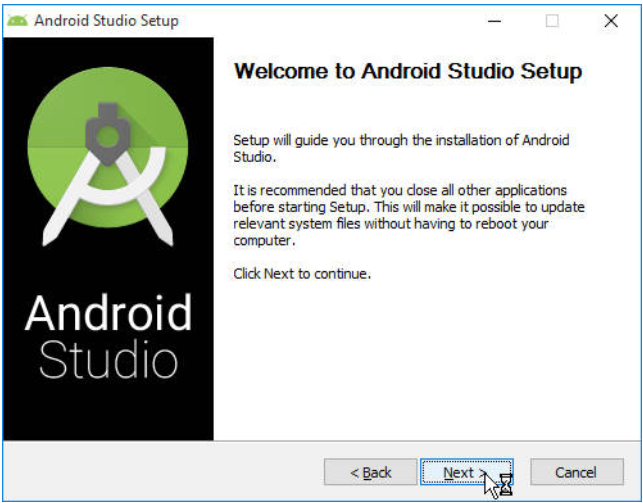 Android Studio Setup
Welcome to Android Studio Setup
Setup will guide you through the installation of Android
Studio.
It is recommended that you close all other applications
before starting Setup. This will make it possible to update
relevant system files without having to reboot your
computer.
Click Next to continue.
Android
Studio
< Back
Next >
Cancel